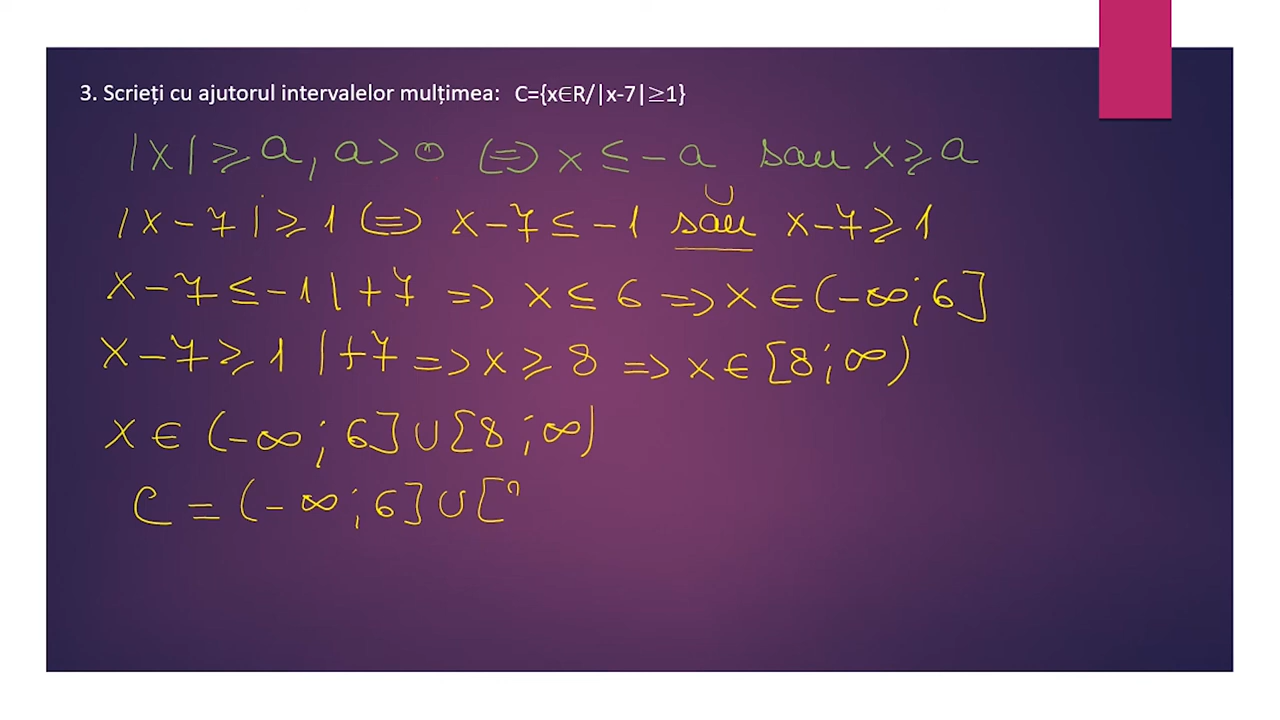 3. Scrieți cu ajutorul intervalelor mulțimea: C={x∈R/|x-7|≥1}
|x| ≥ a, a > 0 (=) x ≤ -a sau x ≥ a
∪
|x - 7| ≥ 1 (=) x - 7 ≤ -1 sau x - 7 ≥ 1
x - 7 ≤ -1 | +7 => x ≤ 6 => x ∈ (-∞; 6]
x - 7 ≥ 1 | +7 => x ≥ 8 => x ∈ [8; ∞)
x ∈ (-∞; 6] ∪ [8; ∞)
C = (-∞; 6] ∪ [